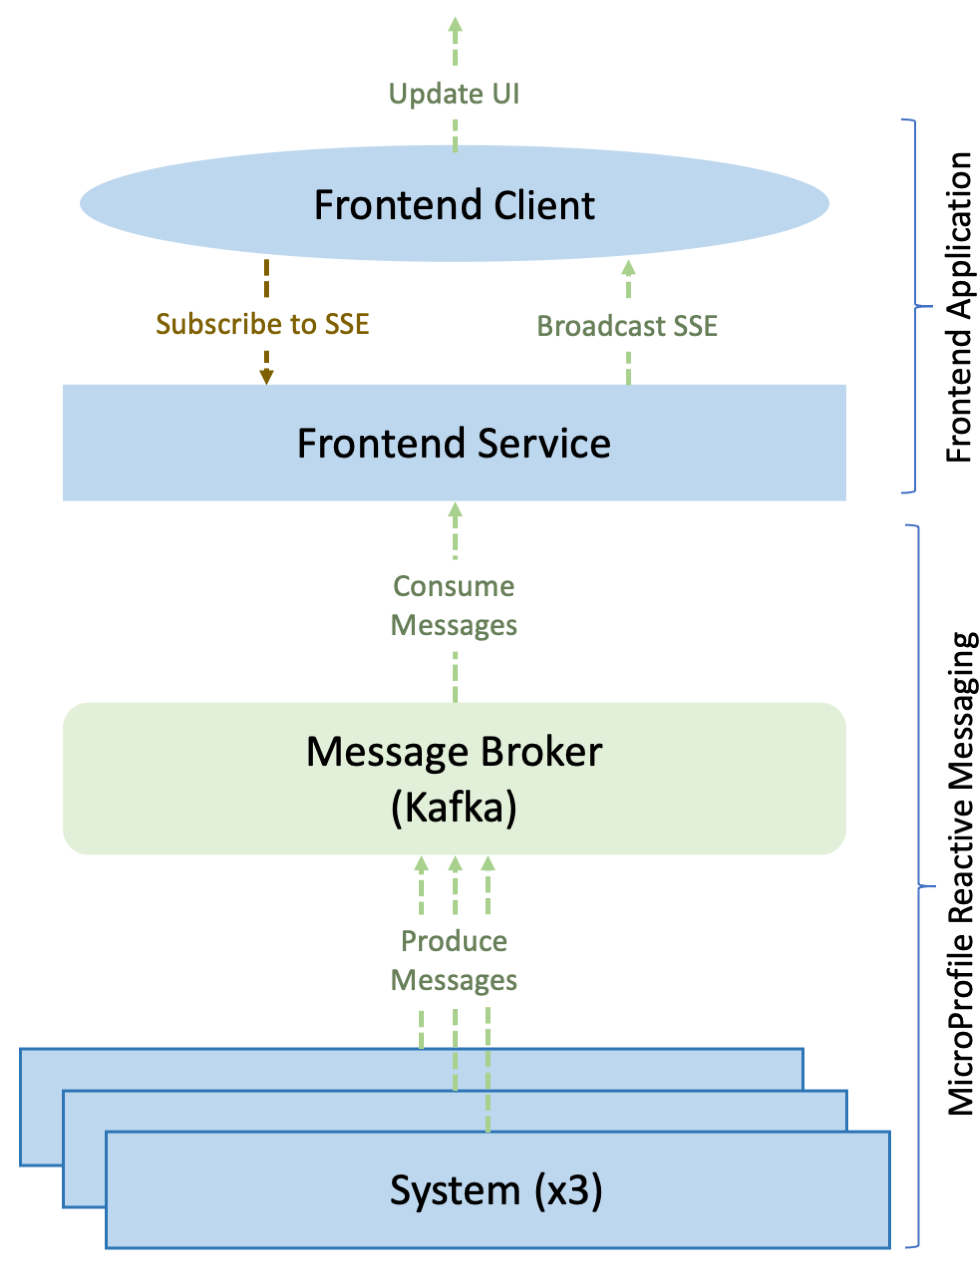 Update UI
Frontend Client
Subscribe to SSE
Broadcast SSE
Frontend Service
Frontend Application
Consume
Messages
Message Broker
(Kafka)
Produce
Messages
System (x3)
MicroProfile Reactive Messaging